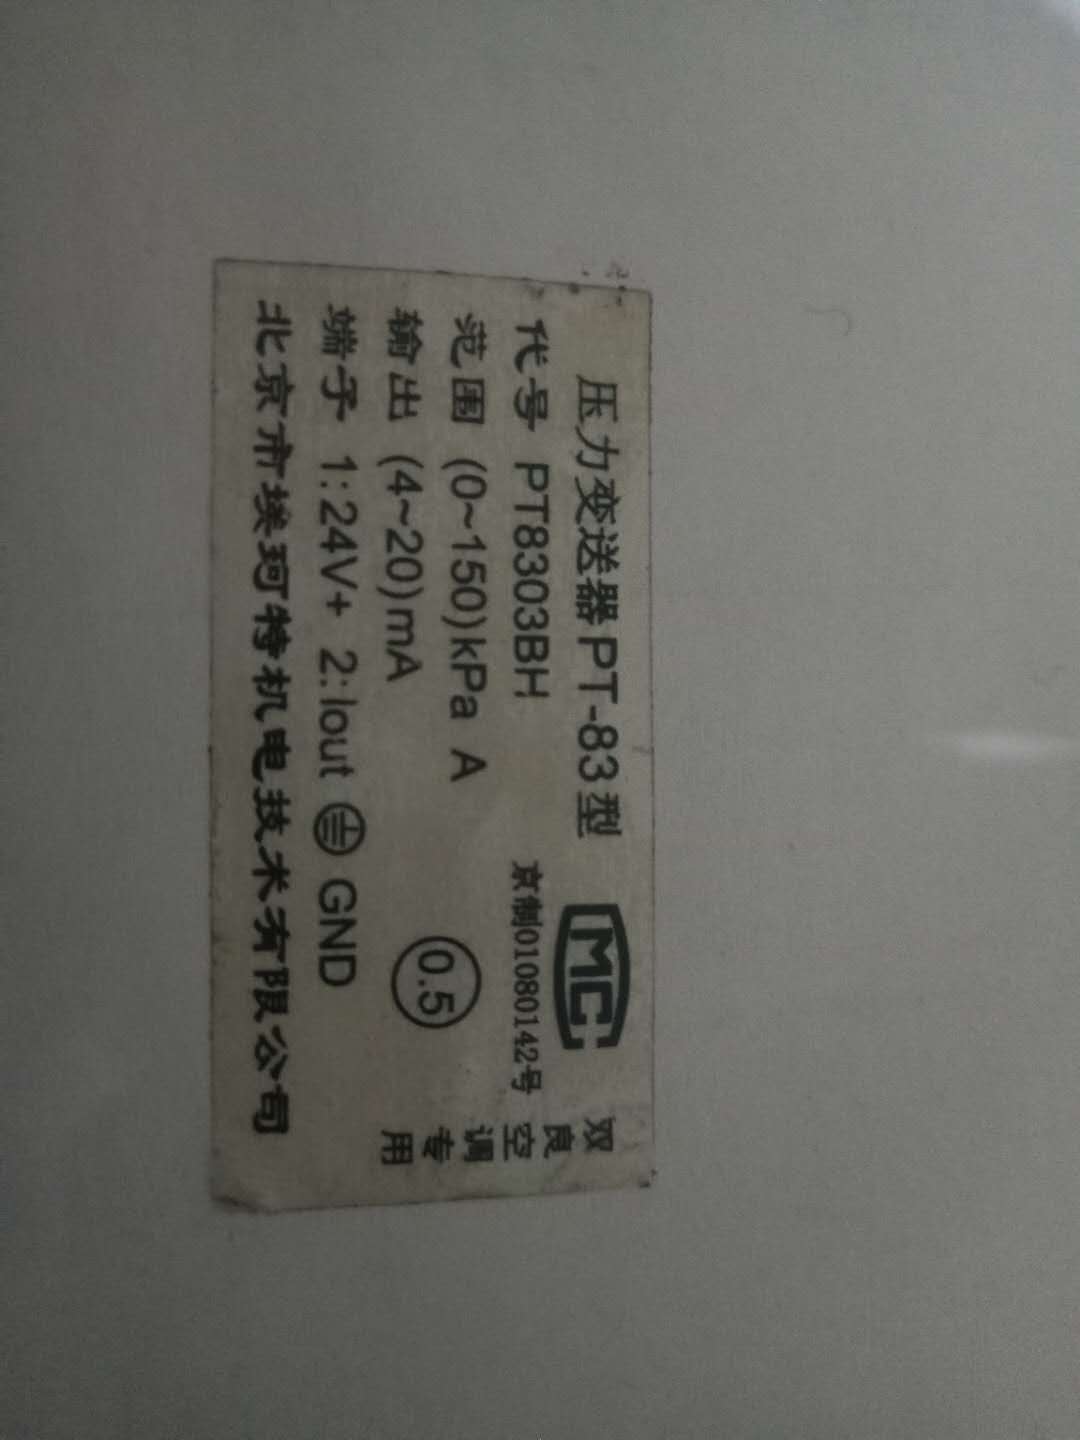 压力变送器PT-83型
MC
代号 PT8303BH
京制01080142号
范围 (0~150)kPa A
输出 (4~20)mA
0.5
端子 1:24V+ 2:Iout GND
北京市埃珂特机电技术有限公司
双良空调专用